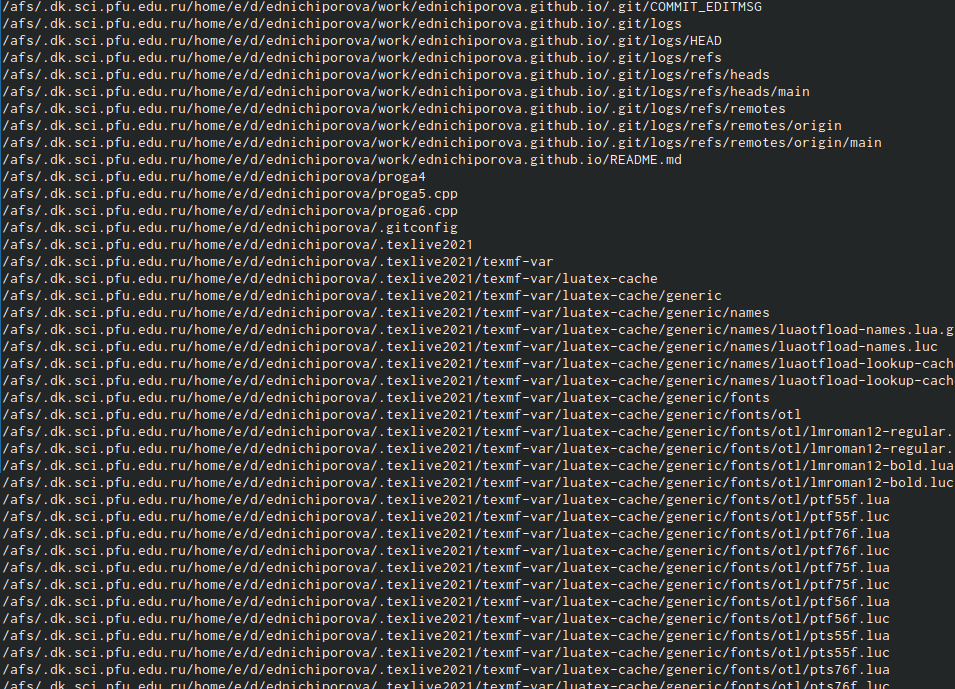 /afs/.dk.sci.pfu.edu.ru/home/e/d/ednichiporova/work/ednichiporova.github.io/.git/COMMIT_EDITMSG
/afs/.dk.sci.pfu.edu.ru/home/e/d/ednichiporova/work/ednichiporova.github.io/.git/logs
/afs/.dk.sci.pfu.edu.ru/home/e/d/ednichiporova/work/ednichiporova.github.io/.git/logs/HEAD
/afs/.dk.sci.pfu.edu.ru/home/e/d/ednichiporova/work/ednichiporova.github.io/.git/logs/refs
/afs/.dk.sci.pfu.edu.ru/home/e/d/ednichiporova/work/ednichiporova.github.io/.git/logs/refs/heads
/afs/.dk.sci.pfu.edu.ru/home/e/d/ednichiporova/work/ednichiporova.github.io/.git/logs/refs/heads/main
/afs/.dk.sci.pfu.edu.ru/home/e/d/ednichiporova/work/ednichiporova.github.io/.git/logs/refs/remotes
/afs/.dk.sci.pfu.edu.ru/home/e/d/ednichiporova/work/ednichiporova.github.io/.git/logs/refs/remotes/origin
/afs/.dk.sci.pfu.edu.ru/home/e/d/ednichiporova/work/ednichiporova.github.io/.git/logs/refs/remotes/origin/main
/afs/.dk.sci.pfu.edu.ru/home/e/d/ednichiporova/work/ednichiporova.github.io/README.md
/afs/.dk.sci.pfu.edu.ru/home/e/d/ednichiporova/proga4
/afs/.dk.sci.pfu.edu.ru/home/e/d/ednichiporova/proga5.cpp
/afs/.dk.sci.pfu.edu.ru/home/e/d/ednichiporova/proga6.cpp
/afs/.dk.sci.pfu.edu.ru/home/e/d/ednichiporova/.gitconfig
/afs/.dk.sci.pfu.edu.ru/home/e/d/ednichiporova/.texlive2021
/afs/.dk.sci.pfu.edu.ru/home/e/d/ednichiporova/.texlive2021/texmf-var
/afs/.dk.sci.pfu.edu.ru/home/e/d/ednichiporova/.texlive2021/texmf-var/luatex-cache
/afs/.dk.sci.pfu.edu.ru/home/e/d/ednichiporova/.texlive2021/texmf-var/luatex-cache/generic
/afs/.dk.sci.pfu.edu.ru/home/e/d/ednichiporova/.texlive2021/texmf-var/luatex-cache/generic/names
/afs/.dk.sci.pfu.edu.ru/home/e/d/ednichiporova/.texlive2021/texmf-var/luatex-cache/generic/names/luaotfload-names.lua.g
/afs/.dk.sci.pfu.edu.ru/home/e/d/ednichiporova/.texlive2021/texmf-var/luatex-cache/generic/names/luaotfload-names.luc
/afs/.dk.sci.pfu.edu.ru/home/e/d/ednichiporova/.texlive2021/texmf-var/luatex-cache/generic/names/luaotfload-lookup-cach
/afs/.dk.sci.pfu.edu.ru/home/e/d/ednichiporova/.texlive2021/texmf-var/luatex-cache/generic/names/luaotfload-lookup-cach
/afs/.dk.sci.pfu.edu.ru/home/e/d/ednichiporova/.texlive2021/texmf-var/luatex-cache/generic/fonts
/afs/.dk.sci.pfu.edu.ru/home/e/d/ednichiporova/.texlive2021/texmf-var/luatex-cache/generic/fonts/otl
/afs/.dk.sci.pfu.edu.ru/home/e/d/ednichiporova/.texlive2021/texmf-var/luatex-cache/generic/fonts/otl/lmroman12-regular.
/afs/.dk.sci.pfu.edu.ru/home/e/d/ednichiporova/.texlive2021/texmf-var/luatex-cache/generic/fonts/otl/lmroman12-regular.
/afs/.dk.sci.pfu.edu.ru/home/e/d/ednichiporova/.texlive2021/texmf-var/luatex-cache/generic/fonts/otl/lmroman12-bold.lua
/afs/.dk.sci.pfu.edu.ru/home/e/d/ednichiporova/.texlive2021/texmf-var/luatex-cache/generic/fonts/otl/lmroman12-bold.luc
/afs/.dk.sci.pfu.edu.ru/home/e/d/ednichiporova/.texlive2021/texmf-var/luatex-cache/generic/fonts/otl/ptf55f.lua
/afs/.dk.sci.pfu.edu.ru/home/e/d/ednichiporova/.texlive2021/texmf-var/luatex-cache/generic/fonts/otl/ptf55f.luc
/afs/.dk.sci.pfu.edu.ru/home/e/d/ednichiporova/.texlive2021/texmf-var/luatex-cache/generic/fonts/otl/ptf76f.lua
/afs/.dk.sci.pfu.edu.ru/home/e/d/ednichiporova/.texlive2021/texmf-var/luatex-cache/generic/fonts/otl/ptf76f.luc
/afs/.dk.sci.pfu.edu.ru/home/e/d/ednichiporova/.texlive2021/texmf-var/luatex-cache/generic/fonts/otl/ptf75f.lua
/afs/.dk.sci.pfu.edu.ru/home/e/d/ednichiporova/.texlive2021/texmf-var/luatex-cache/generic/fonts/otl/ptf75f.luc
/afs/.dk.sci.pfu.edu.ru/home/e/d/ednichiporova/.texlive2021/texmf-var/luatex-cache/generic/fonts/otl/ptf56f.lua
/afs/.dk.sci.pfu.edu.ru/home/e/d/ednichiporova/.texlive2021/texmf-var/luatex-cache/generic/fonts/otl/ptf56f.luc
/afs/.dk.sci.pfu.edu.ru/home/e/d/ednichiporova/.texlive2021/texmf-var/luatex-cache/generic/fonts/otl/pts55f.lua
/afs/.dk.sci.pfu.edu.ru/home/e/d/ednichiporova/.texlive2021/texmf-var/luatex-cache/generic/fonts/otl/pts55f.luc
/afs/.dk.sci.pfu.edu.ru/home/e/d/ednichiporova/.texlive2021/texmf-var/luatex-cache/generic/fonts/otl/pts76f.lua
/afs/.dk.sci.pfu.edu.ru/home/e/d/ednichiporova/.texlive2021/texmf-var/luatex-cache/generic/fonts/otl/pts76f.luc